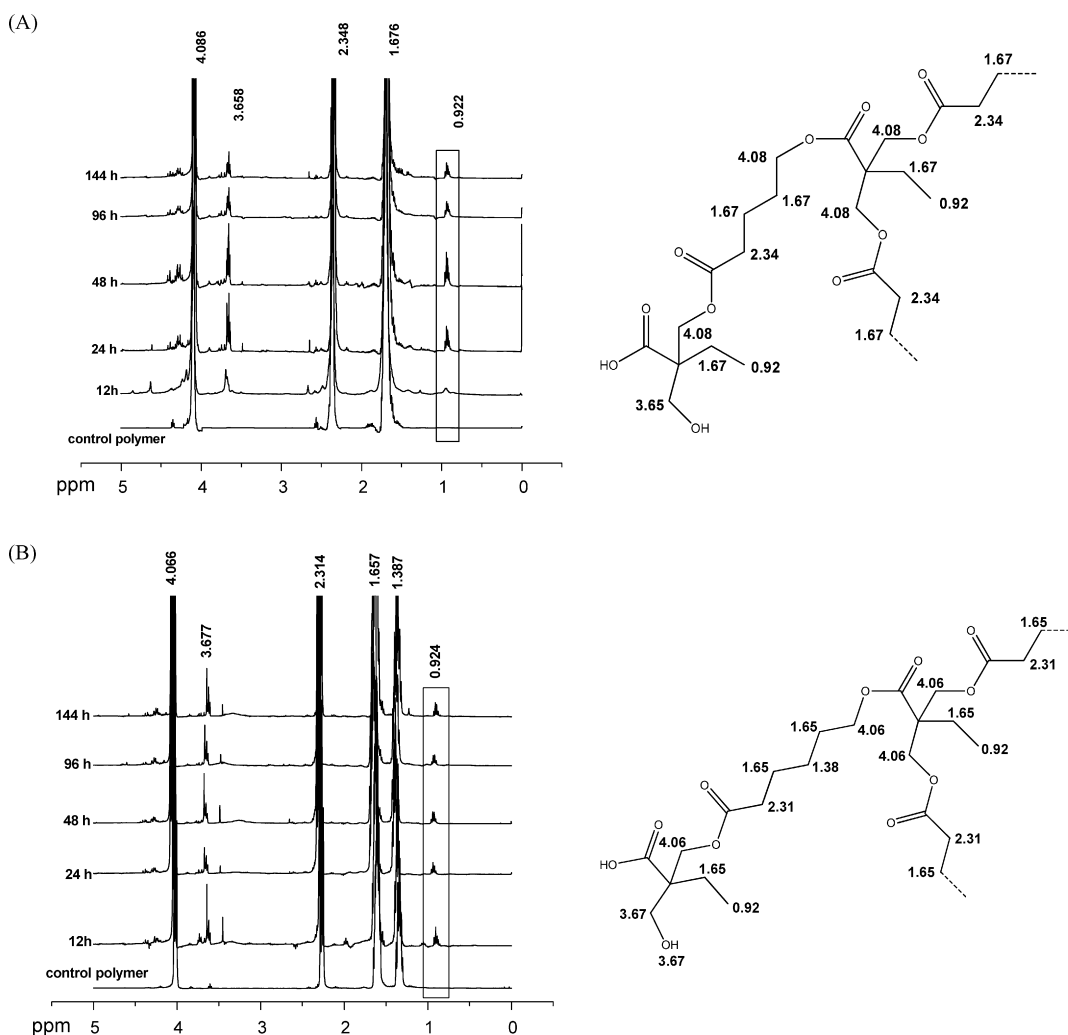 (A)
4.086
3.658
2.348
1.676
0.922
144 h
96 h
48 h
24 h
12h
control polymer
ppm 5 4 3 2 1 0
1.67
O
2.34
O
4.08
O
O
4.08
1.67
0.92
1.67
1.67
4.08
O
O
2.34
O
O
2.34
O
4.08
1.67
HO
1.67
0.92
3.65
OH
(B)
4.066
3.677
2.314
1.657
1.387
0.924
144 h
96 h
48 h
24 h
12h
control polymer
ppm 5 4 3 2 1 0
1.65
O
2.31
O
4.06
O
O
1.65
4.06
1.65
0.92
4.06
1.65
1.38
O
O
2.31
O
2.31
O
O
4.06
1.65
HO
1.65
0.92
3.67
OH
3.67